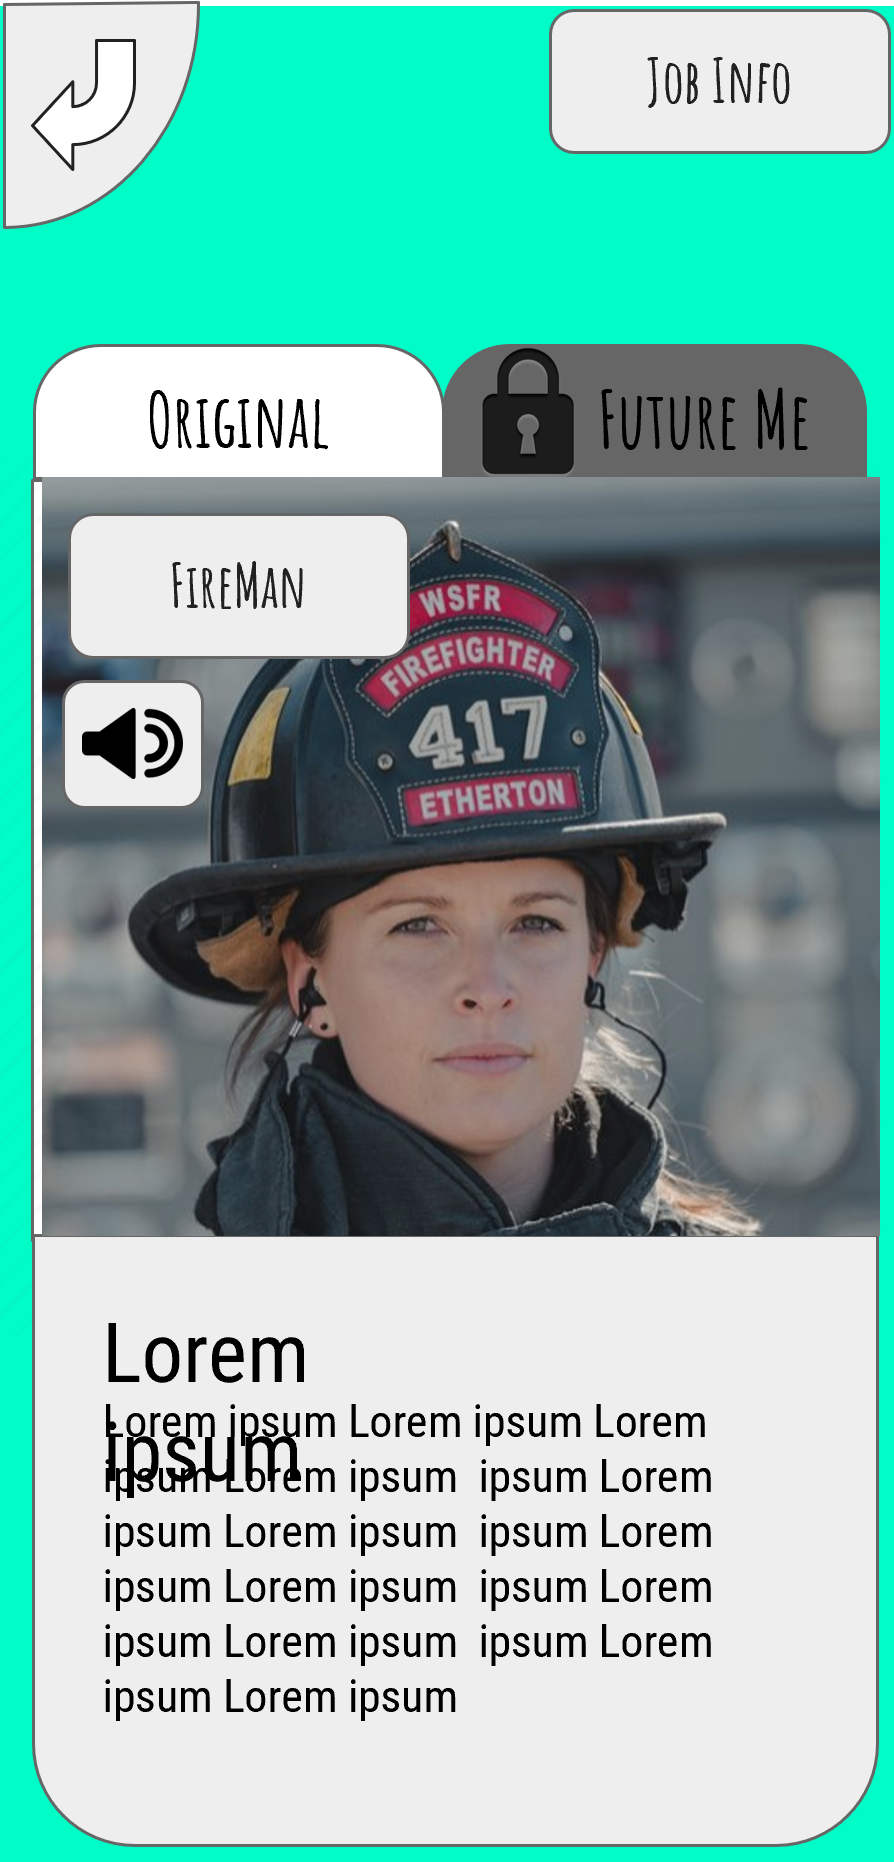 Job Info
Original
Future Me
FireMan
WSFR
FIREFIGHTER
417
ETHERTON
Lorem
ipsum
Lorem ipsum Lorem ipsum Lorem
ipsum Lorem ipsum  ipsum Lorem
ipsum Lorem ipsum  ipsum Lorem
ipsum Lorem ipsum  ipsum Lorem
ipsum Lorem ipsum  ipsum Lorem
ipsum Lorem ipsum